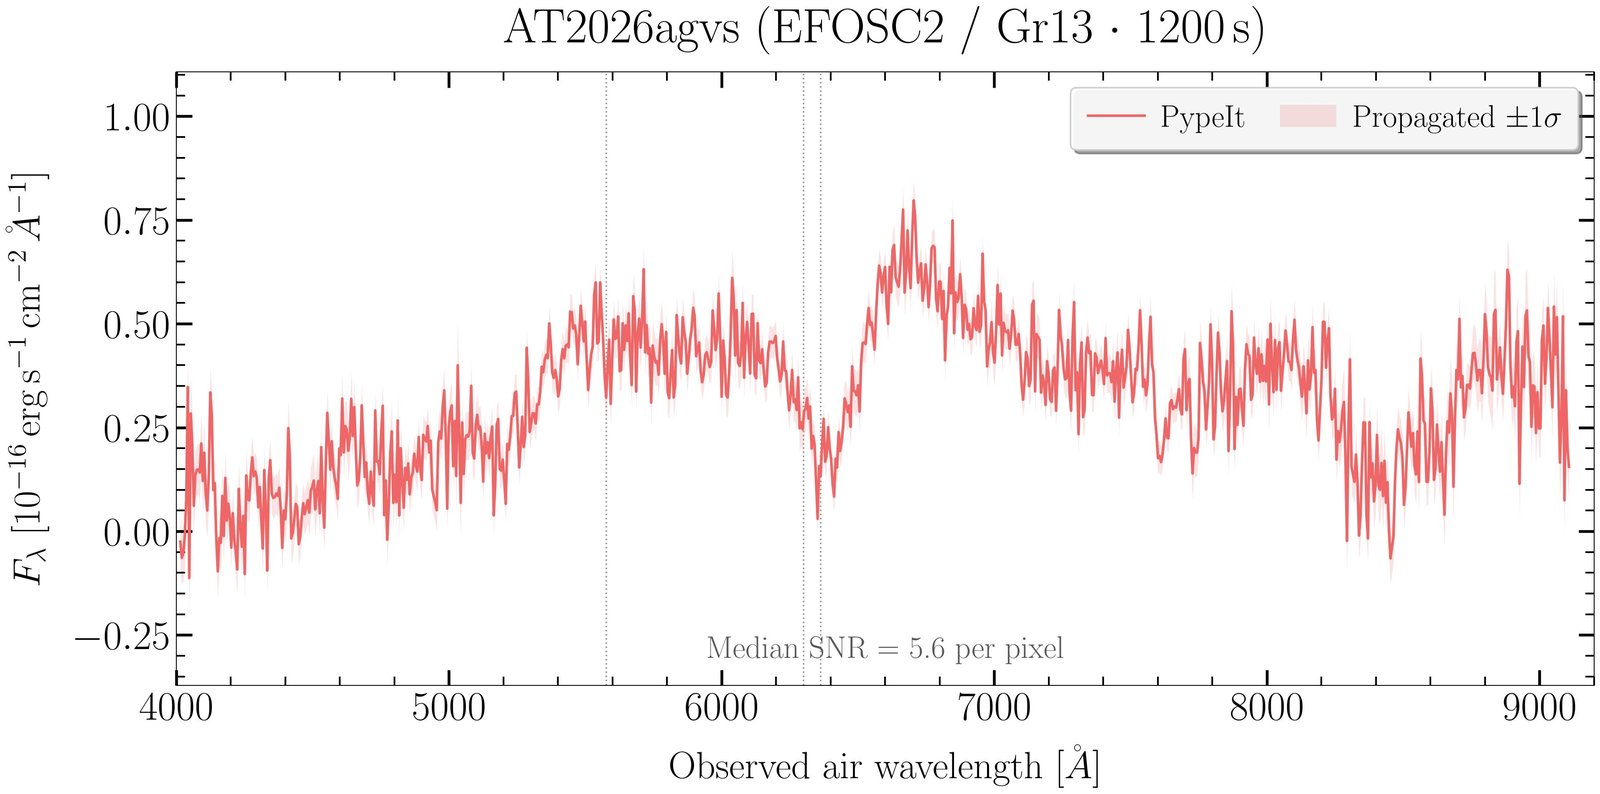 AT2026agvs (EFOSC2 / Gr13 · 1200 s)
PypeIt
Propagated ±1σ
1.00
0.75
0.50
0.25
0.00
−0.25
F_λ [10⁻¹⁶ erg s⁻¹ cm⁻² Å⁻¹]
Median SNR = 5.6 per pixel
4000 5000 6000 7000 8000 9000
Observed air wavelength [Å]